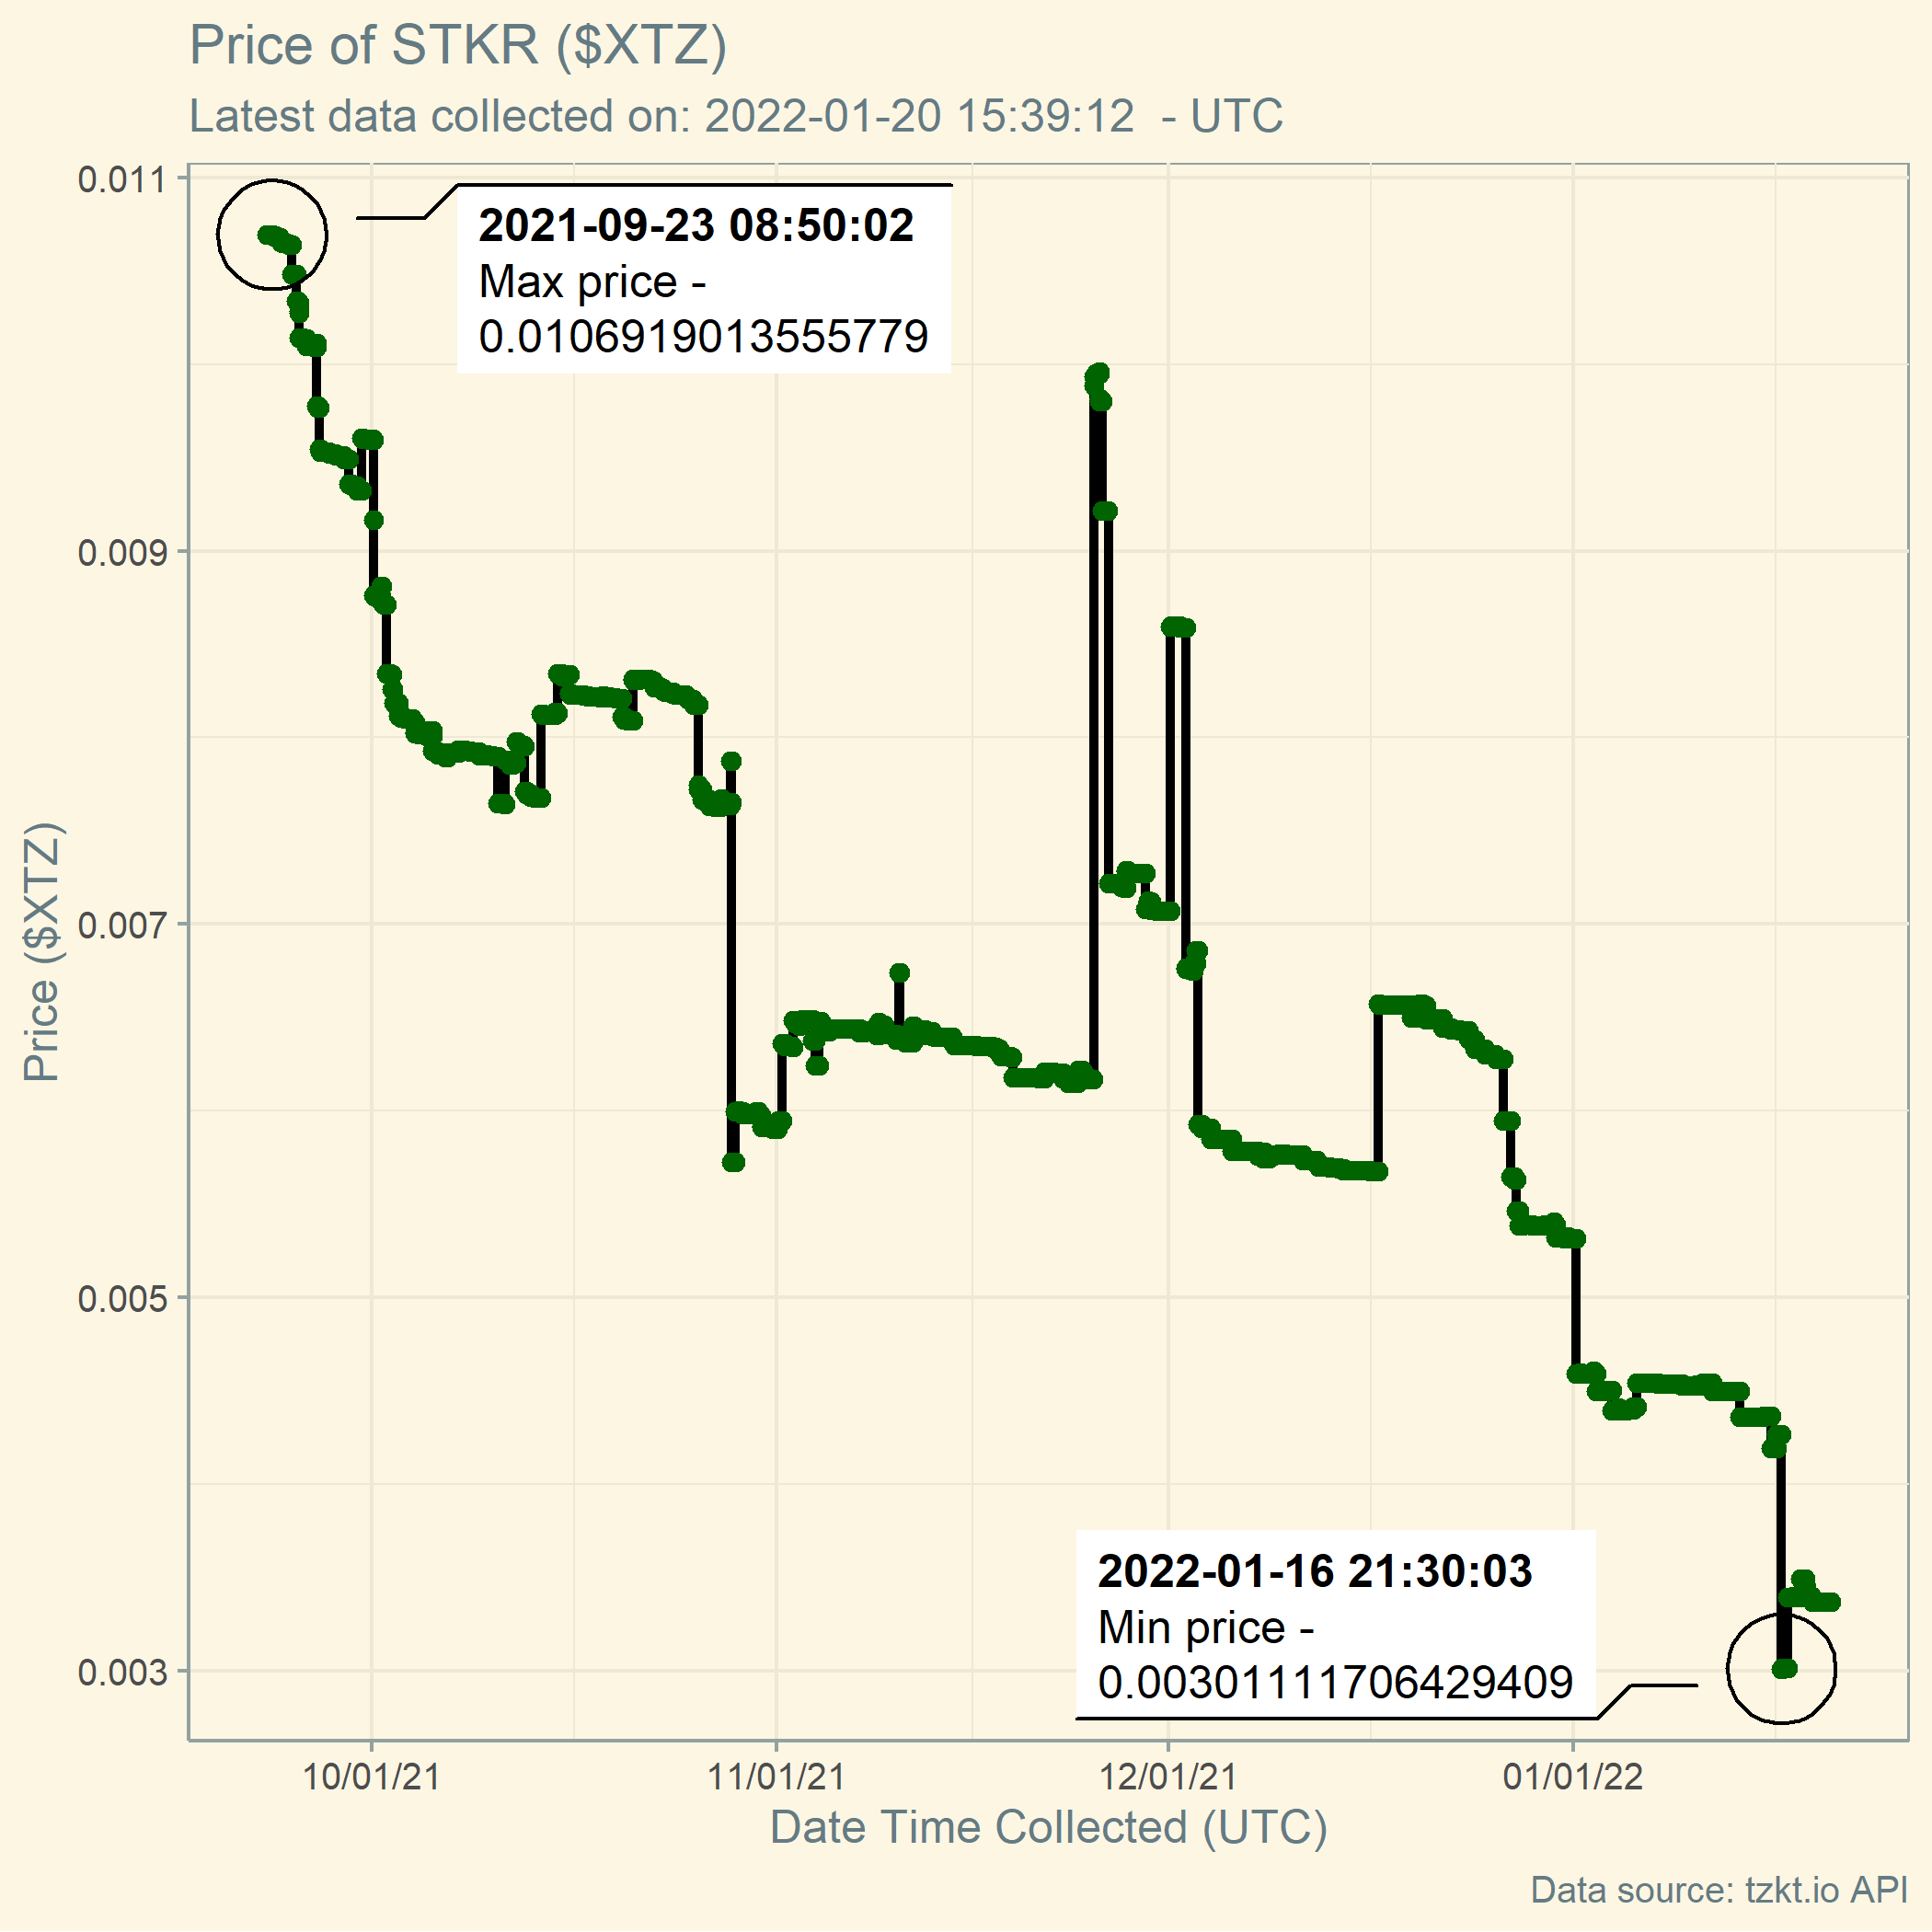 Price of STKR ($XTZ)
Latest data collected on: 2022-01-20 15:39:12  - UTC
0.011
0.009
0.007
0.005
0.003
Price ($XTZ)
2021-09-23 08:50:02
Max price -
0.0106919013555779
2022-01-16 21:30:03
Min price -
0.00301111706429409
10/01/21
11/01/21
12/01/21
01/01/22
Date Time Collected (UTC)
Data source: tzkt.io API